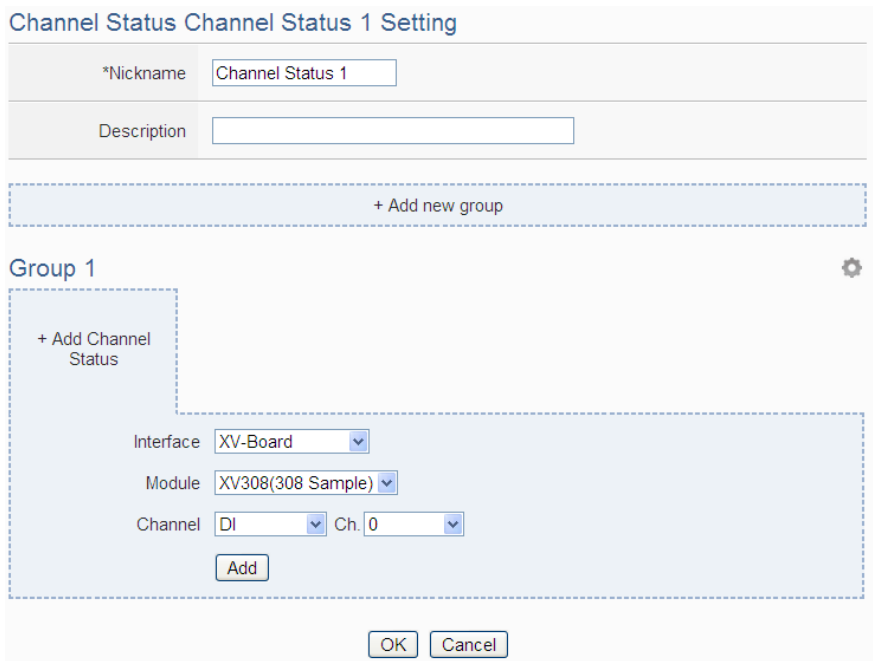 Channel Status Channel Status 1 Setting
*Nickname Channel Status 1
Description
+ Add new group
Group 1
+ Add Channel
Status
Interface XV-Board
Module XV308(308 Sample)
Channel DI Ch. 0
Add
OK Cancel